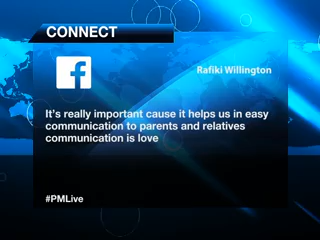 CONNECT
Rafiki Willington
It's really important cause it helps us in easy
communication to parents and relatives
communication is love
#PMLive